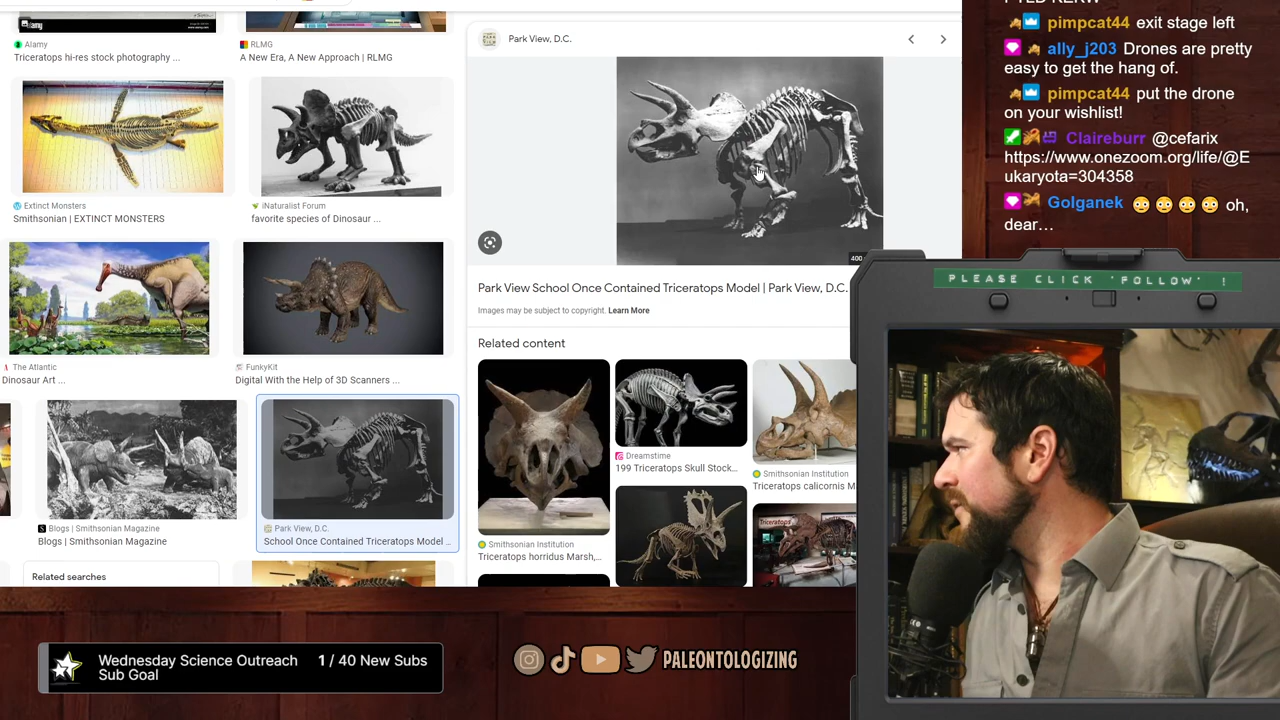 alamy
Alamy
Triceratops hi-res stock photography ...
RLMG
A New Era, A New Approach | RLMG
Extinct Monsters
Smithsonian | EXTINCT MONSTERS
iNaturalist Forum
favorite species of Dinosaur ...
The Atlantic
Dinosaur Art ...
FunkyKit
Digital With the Help of 3D Scanners ...
Blogs | Smithsonian Magazine
Blogs | Smithsonian Magazine
Park View, D.C.
School Once Contained Triceratops Model ...
Related searches
Park View, D.C.
400
Park View School Once Contained Triceratops Model | Park View, D.C.
Images may be subject to copyright. Learn More
Related content
Smithsonian Institution
Triceratops horridus Marsh,...
Dreamstime
199 Triceratops Skull Stock...
Smithsonian Institution
Triceratops calicornis M
Triceratops
pimpcat44 exit stage left
ally_j203 Drones are pretty
easy to get the hang of.
pimpcat44 put the drone
on your wishlist!
Claireburr @cefarix
https://www.onezoom.org/life/@E
ukaryota=304358
Golganek 😳 😳 😳 😳 oh,
dear...
PLEASE CLICK 'FOLLOW' !
Wednesday Science Outreach 1 / 40 New Subs
Sub Goal
PALEONTOLOGIZING